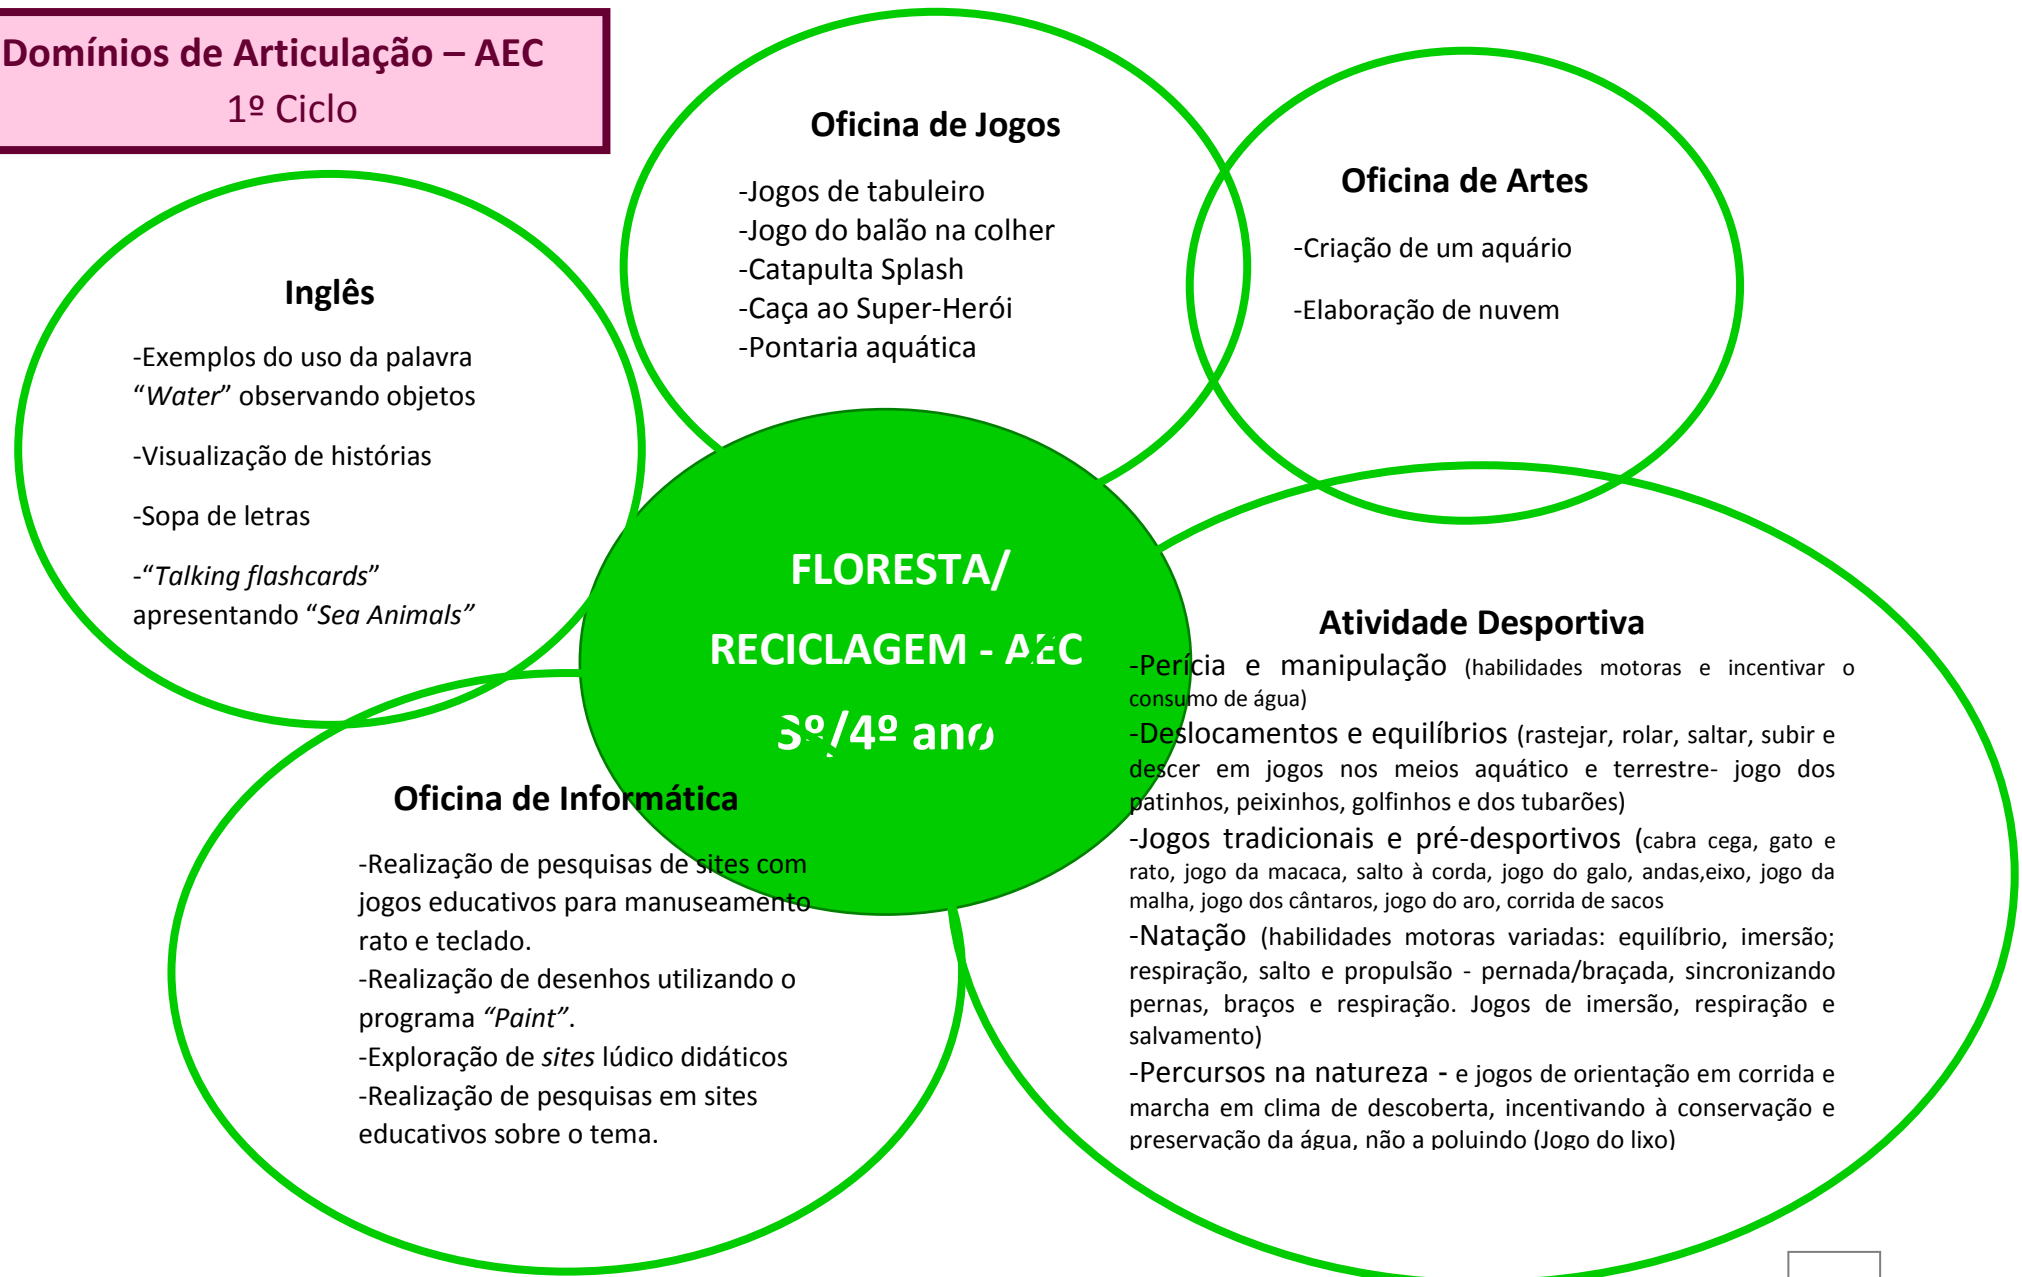 Domínios de Articulação – AEC
1º Ciclo
Oficina de Jogos
-Jogos de tabuleiro
-Jogo do balão na colher
-Catapulta Splash
-Caça ao Super-Herói
-Pontaria aquática
Oficina de Artes
-Criação de um aquário
-Elaboração de nuvem
Inglês
-Exemplos do uso da palavra
“Water” observando objetos
-Visualização de histórias
-Sopa de letras
-“Talking flashcards”
apresentando “Sea Animals”
FLORESTA/
RECICLAGEM - AEC
3º/4º ano
Atividade Desportiva
-Perícia e manipulação (habilidades motoras e incentivar o
consumo de água)
-Deslocamentos e equilíbrios (rastejar, rolar, saltar, subir e
descer em jogos nos meios aquático e terrestre- jogo dos
patinhos, peixinhos, golfinhos e dos tubarões)
-Jogos tradicionais e pré-desportivos (cabra cega, gato e
rato, jogo da macaca, salto à corda, jogo do galo, andas,eixo, jogo da
malha, jogo dos cântaros, jogo do aro, corrida de sacos
-Natação (habilidades motoras variadas: equilíbrio, imersão;
respiração, salto e propulsão - pernada/braçada, sincronizando
pernas, braços e respiração. Jogos de imersão, respiração e
salvamento)
-Percursos na natureza - e jogos de orientação em corrida e
marcha em clima de descoberta, incentivando à conservação e
preservação da água, não a poluindo (Jogo do lixo)
Oficina de Informática
-Realização de pesquisas de sites com
jogos educativos para manuseamento
rato e teclado.
-Realização de desenhos utilizando o
programa “Paint”.
-Exploração de sites lúdico didáticos
-Realização de pesquisas em sites
educativos sobre o tema.